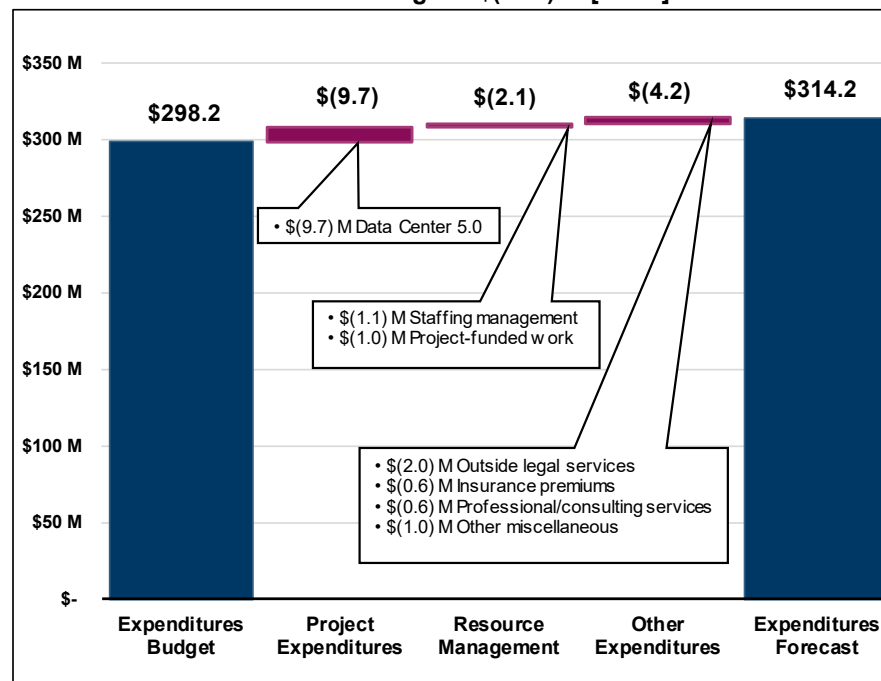 $350 M
$300 M
$250 M
$200 M
$150 M
$100 M
$50 M
$-
$298.2
$(9.7)
$(2.1)
$(4.2)
$314.2
• $(9.7) M Data Center 5.0
• $(1.1) M Staffing management
• $(1.0) M Project-funded work
• $(2.0) M Outside legal services
• $(0.6) M Insurance premiums
• $(0.6) M Professional/consulting services
• $(1.0) M Other miscellaneous
Expenditures
Budget
Project
Expenditures
Resource
Management
Other
Expenditures
Expenditures
Forecast